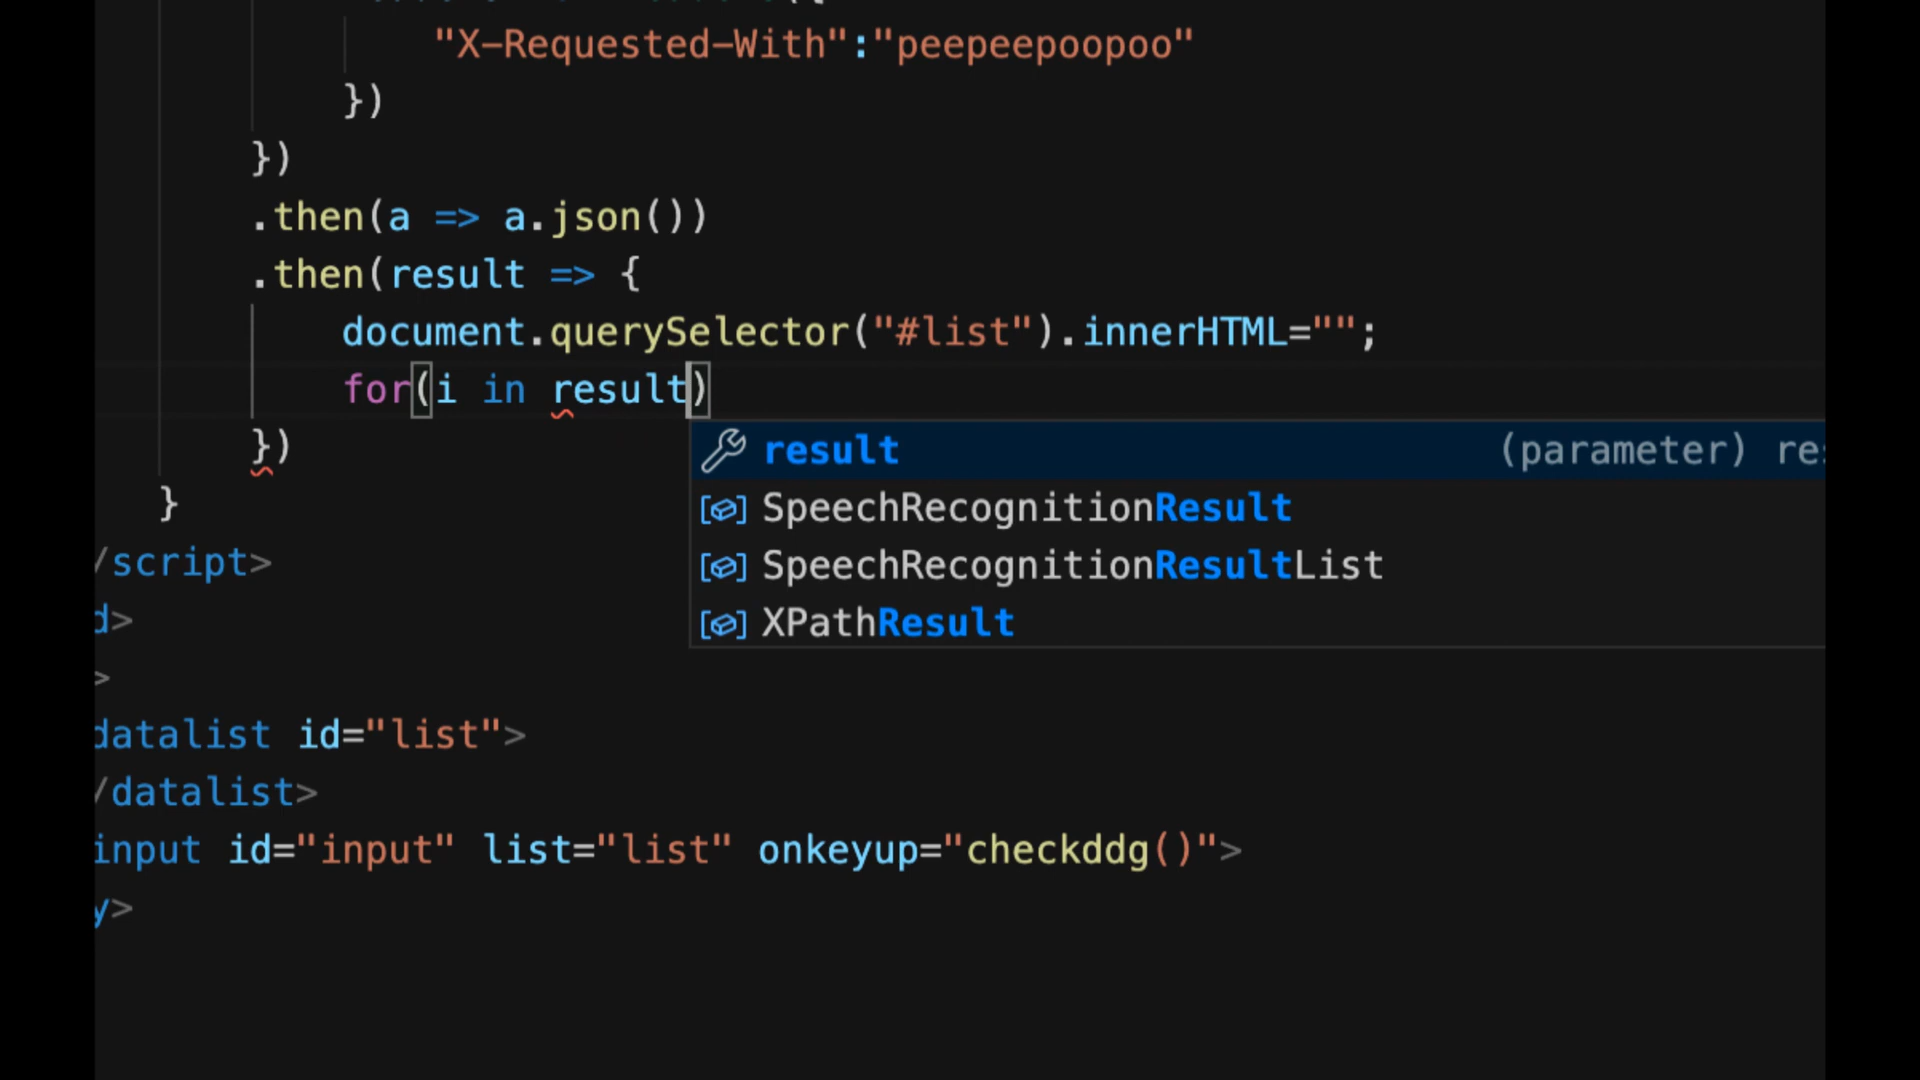 "X-Requested-With":"peepeepoopoo"
})
})
.then(a => a.json())
.then(result => {
document.querySelector("#list").innerHTML="";
for(i in result)
result (parameter) re
})
SpeechRecognitionResult
}
/script>
SpeechRecognitionResultList
d>
XPathResult
>
datalist id="list">
/datalist>
input id="input" list="list" onkeyup="checkddg()">
y>